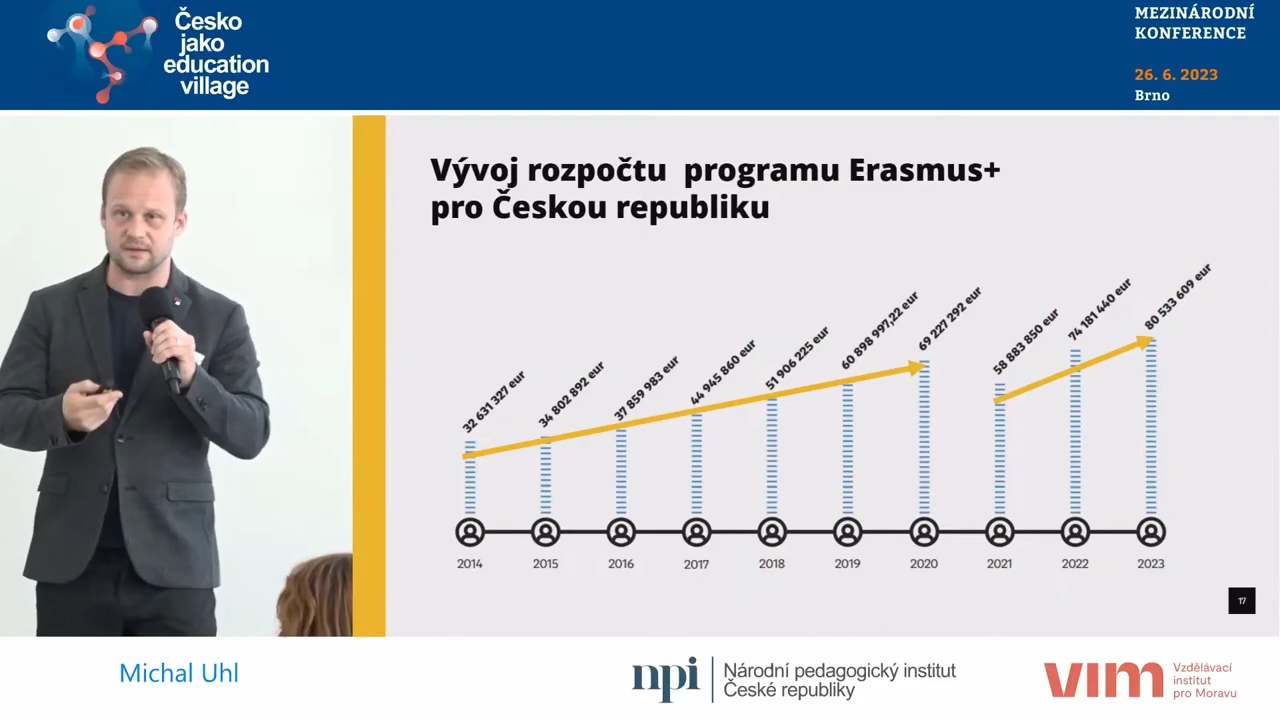 Česko
jako
education
village
MEZINÁRODNÍ
KONFERENCE
26. 6. 2023
Brno
Vývoj rozpočtu programu Erasmus+
pro Českou republiku
32 631 327 eur
34 802 892 eur
37 859 983 eur
44 945 860 eur
51 906 225 eur
60 898 997,22 eur
69 227 292 eur
58 883 850 eur
74 181 440 eur
80 533 609 eur
2014
2015
2016
2017
2018
2019
2020
2021
2022
2023
17
Michal Uhl
npi
Národní pedagogický institut
České republiky
vim
Vzdělávací
institut
pro Moravu